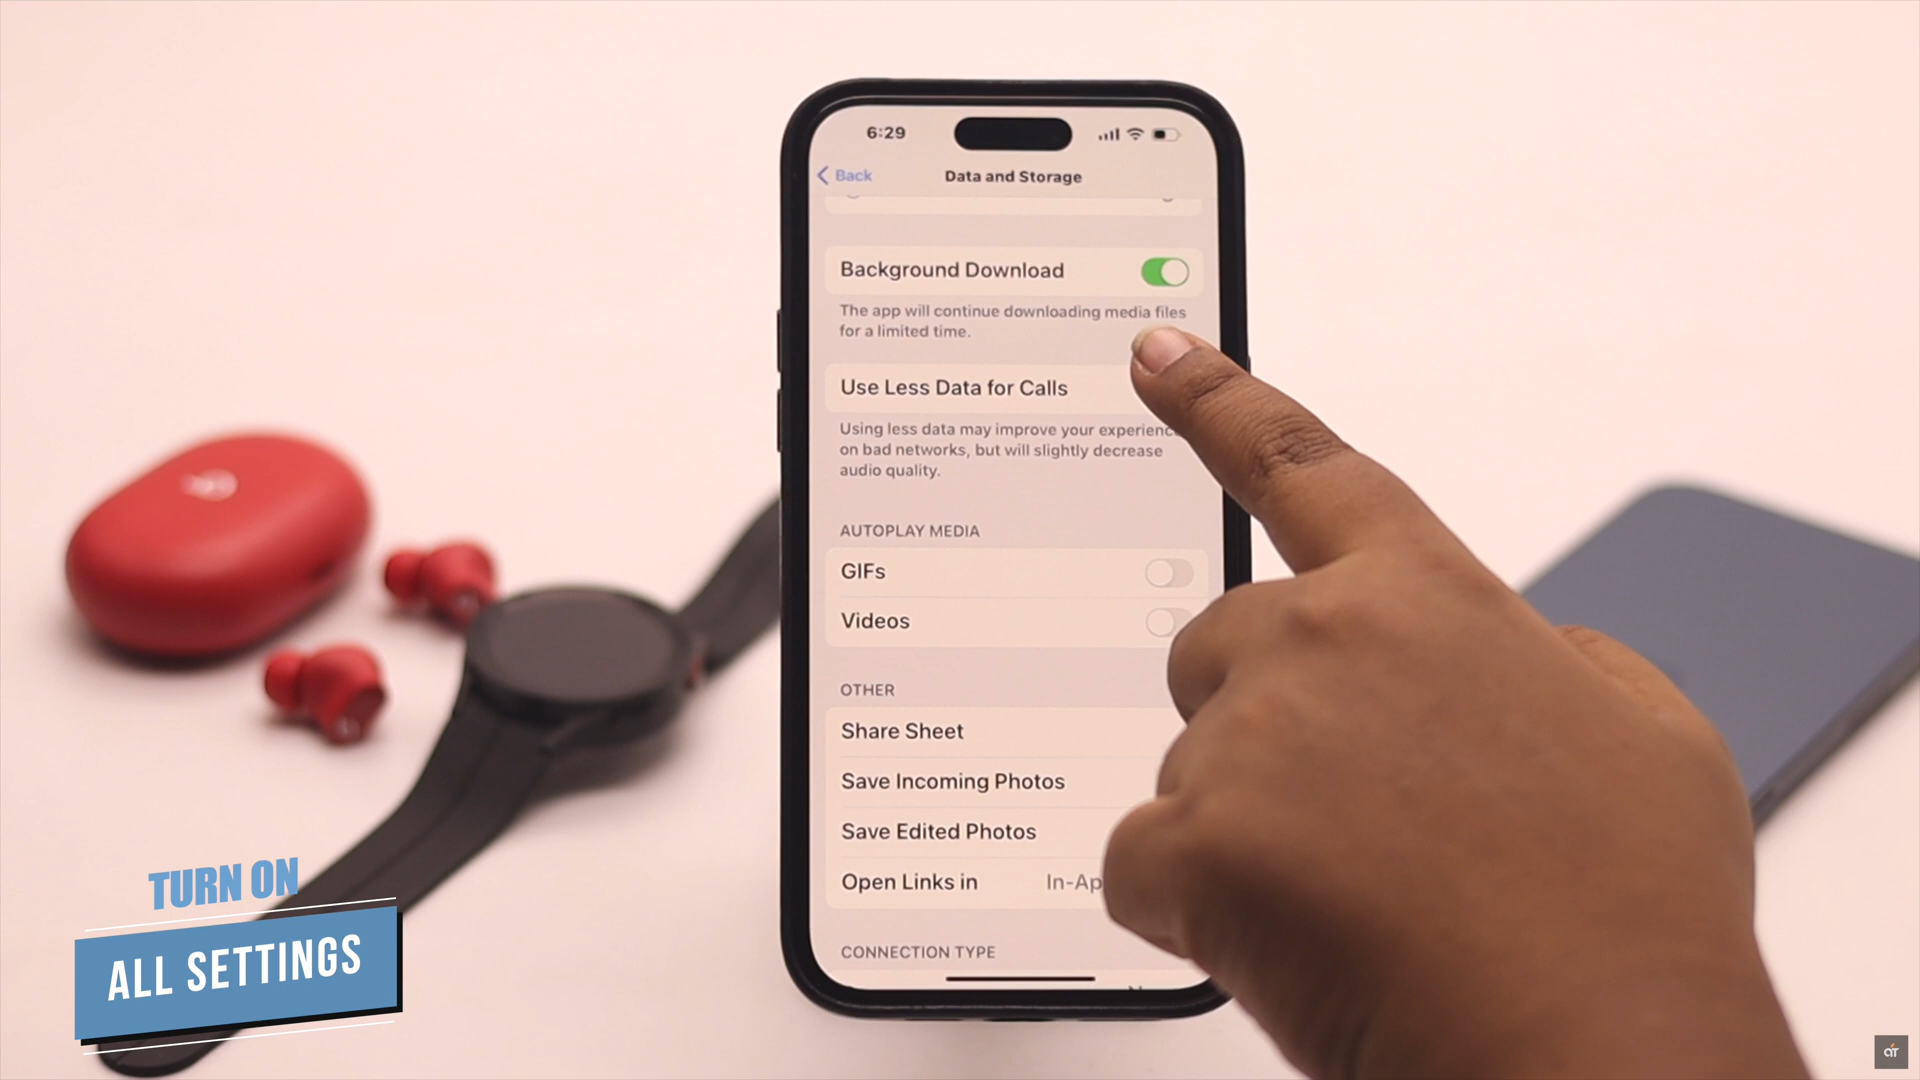 6:29
Back
Data and Storage
Background Download
The app will continue downloading media files
for a limited time.
Use Less Data for Calls
Using less data may improve your
on bad networks, but will slightly decrease
audio quality.
AUTOPLAY MEDIA
GIFs
Videos
OTHER
Share Sheet
Save Incoming Photos
Save Edited Photos
Open Links in
CONNECTION TYPE
TURN ON
ALL SETTINGS